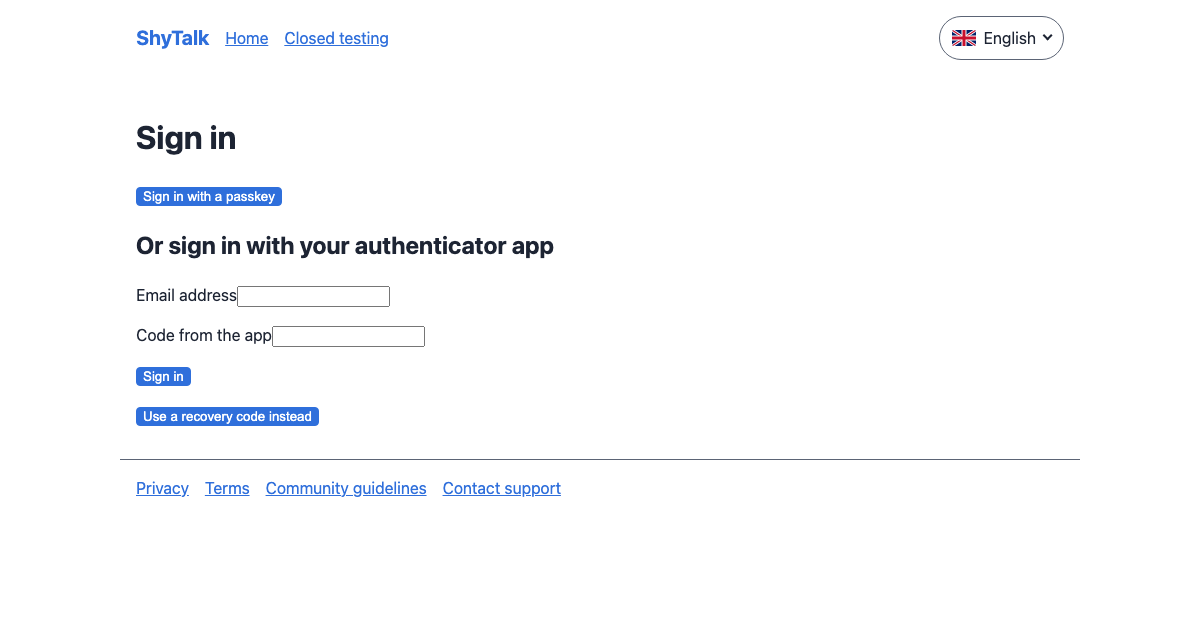 ShyTalk Home Closed testing English
Sign in
Sign in with a passkey
Or sign in with your authenticator app
Email address
Code from the app
Sign in
Use a recovery code instead
Privacy Terms Community guidelines Contact support